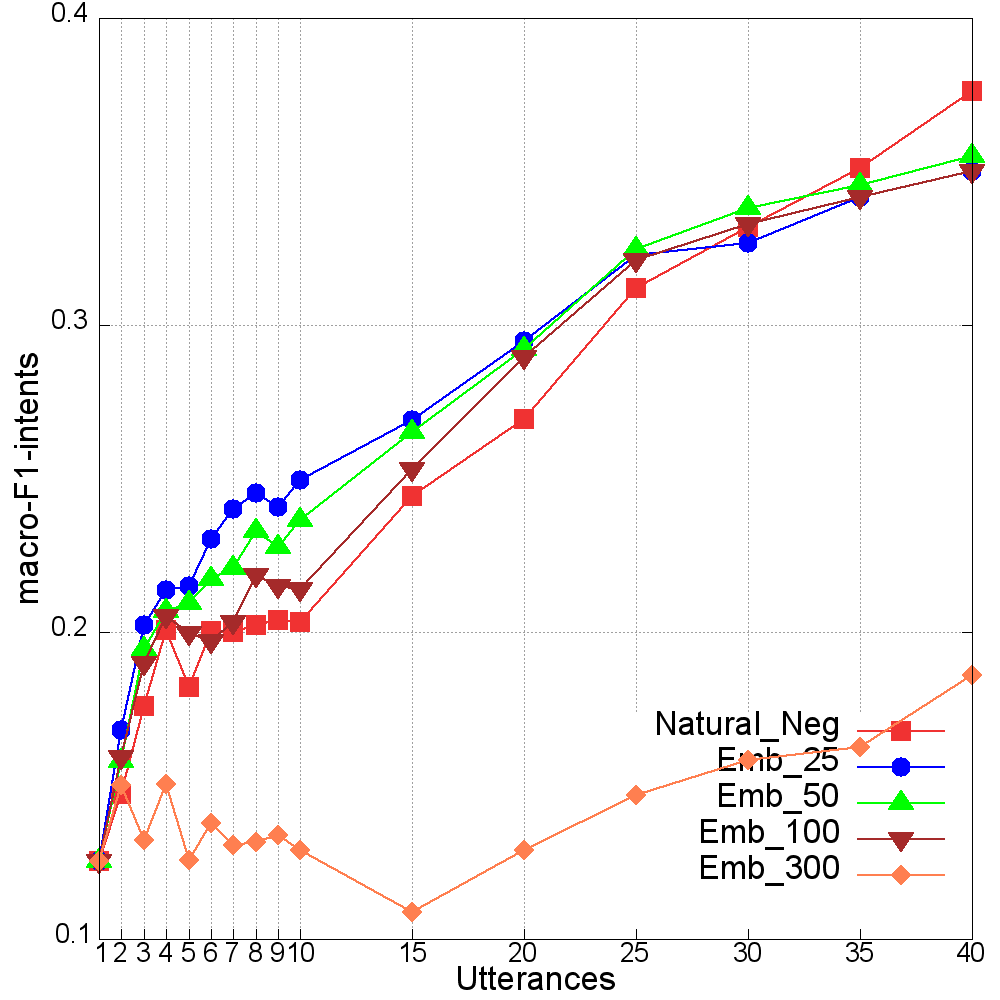 0.4
0.3
0.2
0.1
macro-F1-intents
Natural_Neg
Emb_25
Emb_50
Emb_100
Emb_300
1 2 3 4 5 6 7 8 9 10 15 20 25 30 35 40
Utterances